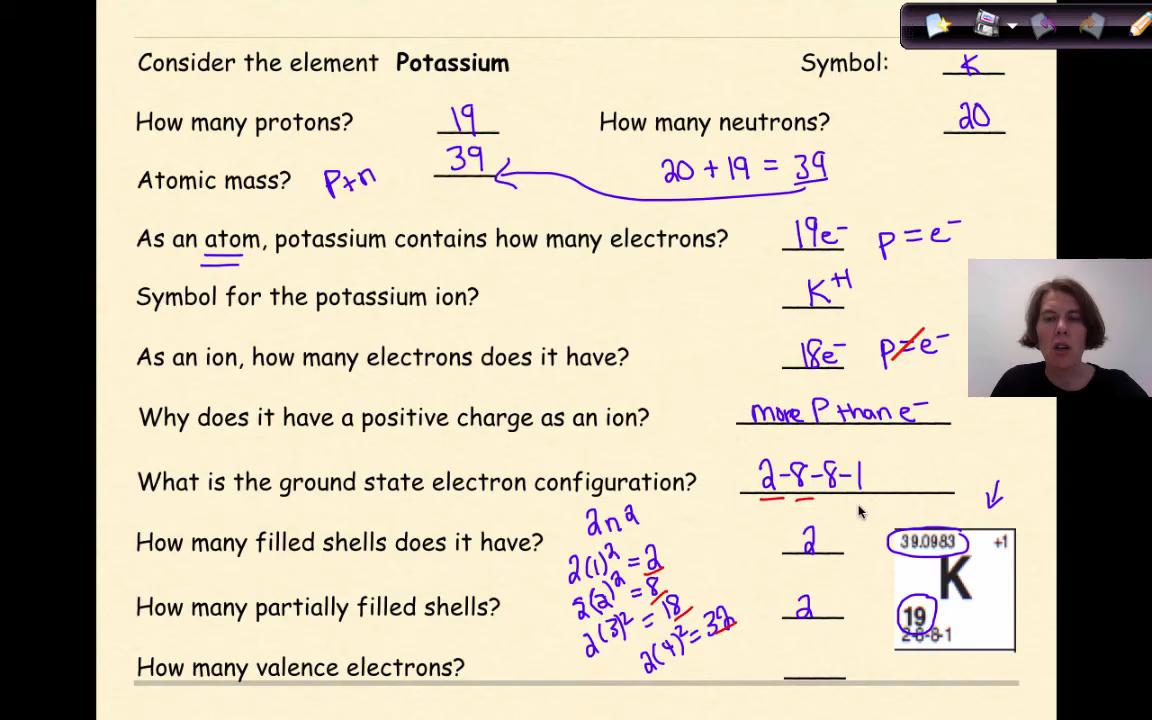 Consider the element Potassium Symbol: K
How many protons? 19 How many neutrons? 20
Atomic mass? p+n 39 20 + 19 = 39
As an atom, potassium contains how many electrons? 19e⁻ p = e⁻
Symbol for the potassium ion? K⁺¹
As an ion, how many electrons does it have? 18e⁻ p = e⁻
Why does it have a positive charge as an ion? more P than e⁻
What is the ground state electron configuration? 2-8-8-1
2n²
How many filled shells does it have? 2
2(1)² = 2
2(2)² = 8
How many partially filled shells? 2
2(3)² = 18
2(4)² = 32
How many valence electrons?
39.0983 +1
K
19
2-8-8-1